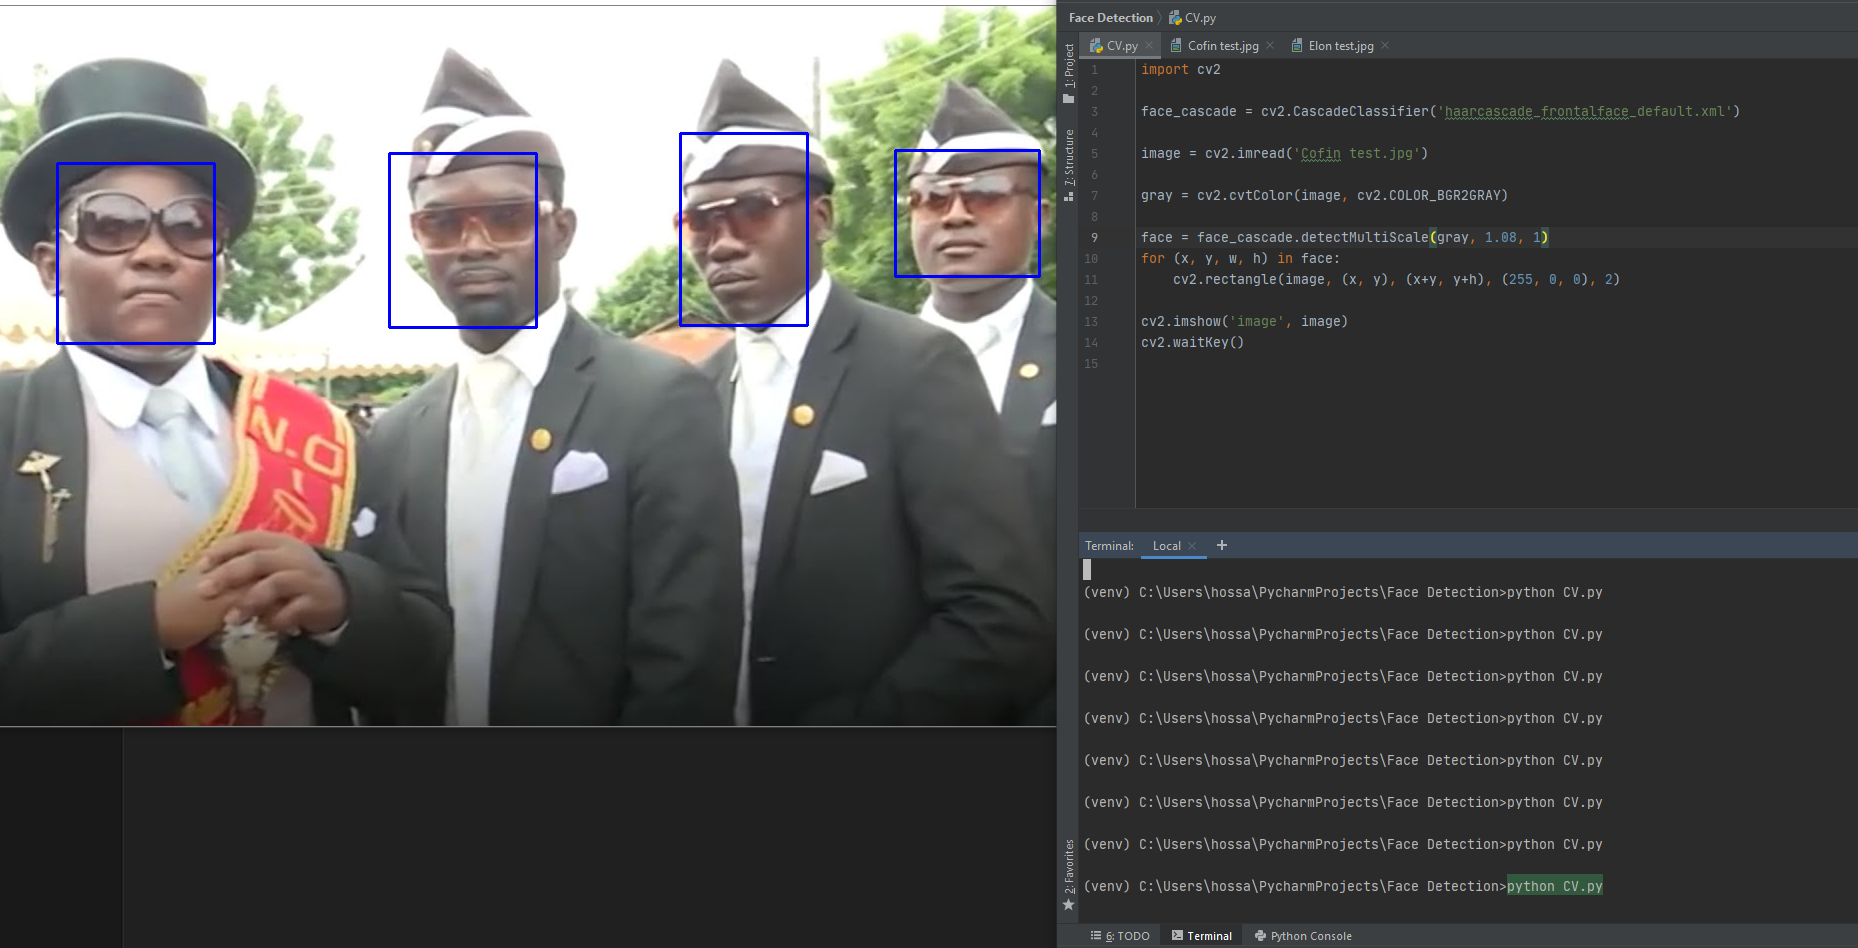 Face Detection CV.py
CV.py Cofin test.jpg Elon test.jpg
1: Project
7: Structure
1 import cv2
2
3 face_cascade = cv2.CascadeClassifier('haarcascade_frontalface_default.xml')
4
5 image = cv2.imread('Cofin test.jpg')
6
7 gray = cv2.cvtColor(image, cv2.COLOR_BGR2GRAY)
8
9 face = face_cascade.detectMultiScale(gray, 1.08, 1)
10 for (x, y, w, h) in face:
11 cv2.rectangle(image, (x, y), (x+y, y+h), (255, 0, 0), 2)
12
13 cv2.imshow('image', image)
14 cv2.waitKey()
15
Terminal: Local +
(venv) C:\Users\hossa\PycharmProjects\Face Detection>python CV.py
(venv) C:\Users\hossa\PycharmProjects\Face Detection>python CV.py
(venv) C:\Users\hossa\PycharmProjects\Face Detection>python CV.py
(venv) C:\Users\hossa\PycharmProjects\Face Detection>python CV.py
(venv) C:\Users\hossa\PycharmProjects\Face Detection>python CV.py
(venv) C:\Users\hossa\PycharmProjects\Face Detection>python CV.py
(venv) C:\Users\hossa\PycharmProjects\Face Detection>python CV.py
(venv) C:\Users\hossa\PycharmProjects\Face Detection>python CV.py
2: Favorites
6: TODO Terminal Python Console